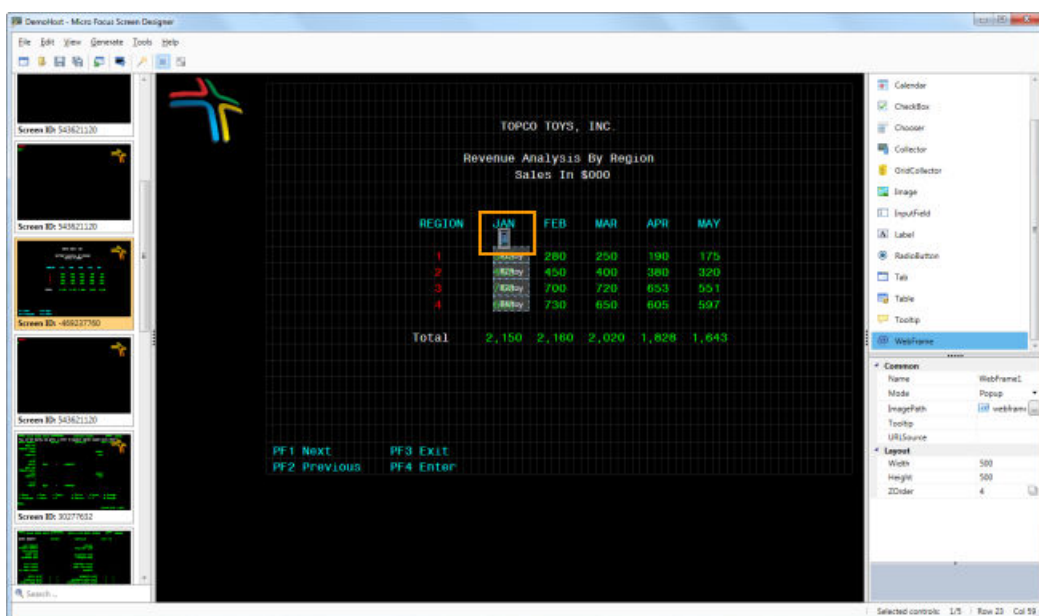 DemoHost - Micro Focus Screen Designer
File Edit View Generate Tools Help
Screen ID: 543621120
Screen ID: 543621120
Screen ID: -466237760
Screen ID: 543621120
Screen ID: 30277632
Search...
TOPCO TOYS, INC.
Revenue Analysis By Region
Sales In $000
REGION JAN FEB MAR APR MAY
1 280 250 190 175
2 450 400 380 320
3 700 720 653 551
4 730 650 605 597
Total 2,150 2,160 2,020 1,828 1,643
PF1 Next PF3 Exit
PF2 Previous PF4 Enter
Calendar
CheckBox
Chooser
Collector
GridCollector
Image
InputField
Label
RadioButton
Tab
Table
Tooltip
WebFrame
Common
Name WebFrame1
Mode Popup
ImagePath webframe
Tooltip
URLSource
Layout
Width 500
Height 500
ZOrder 4
Selected controls: 1/5 Row 23 Col 59